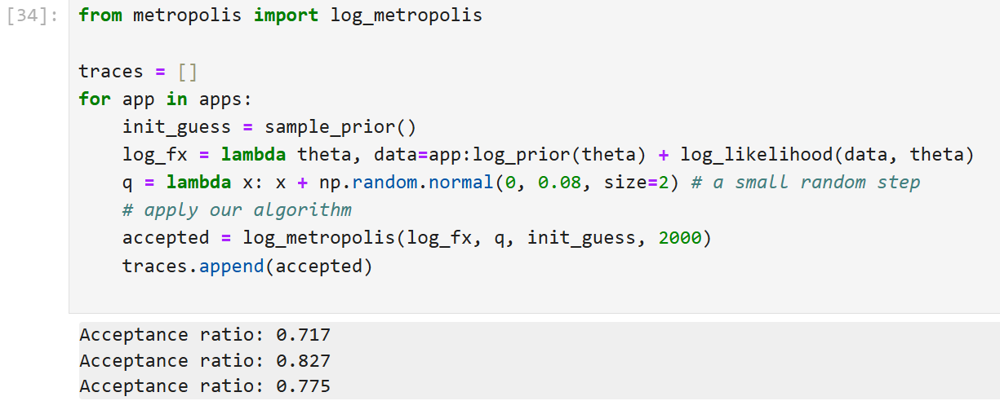 [34]: from metropolis import log_metropolis
traces = []
for app in apps:
    init_guess = sample_prior()
    log_fx = lambda theta, data=app:log_prior(theta) + log_likelihood(data, theta)
    q = lambda x: x + np.random.normal(0, 0.08, size=2) # a small random step
    # apply our algorithm
    accepted = log_metropolis(log_fx, q, init_guess, 2000)
    traces.append(accepted)
Acceptance ratio: 0.717
Acceptance ratio: 0.827
Acceptance ratio: 0.775